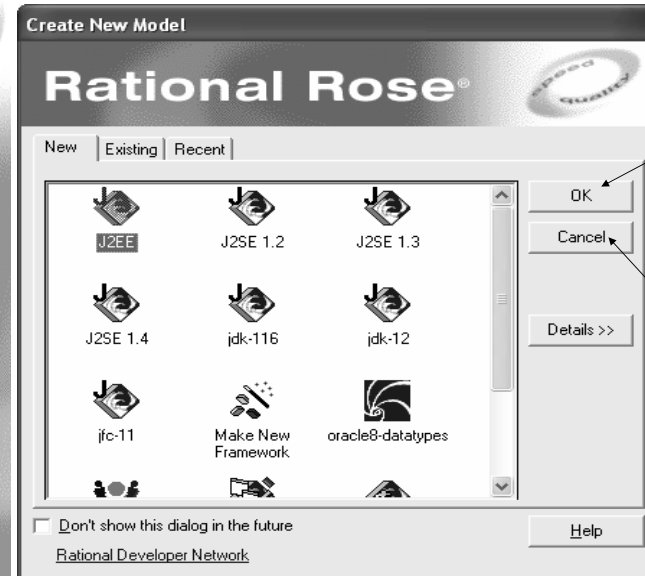 Create New Model
Rational Rose®
speed
quality
New Existing Recent
J2EE J2SE 1.2 J2SE 1.3
J2SE 1.4 jdk-116 jdk-12
jfc-11 Make New Framework oracle8-datatypes
OK
Cancel
Details >>
Don't show this dialog in the future
Help
Rational Developer Network